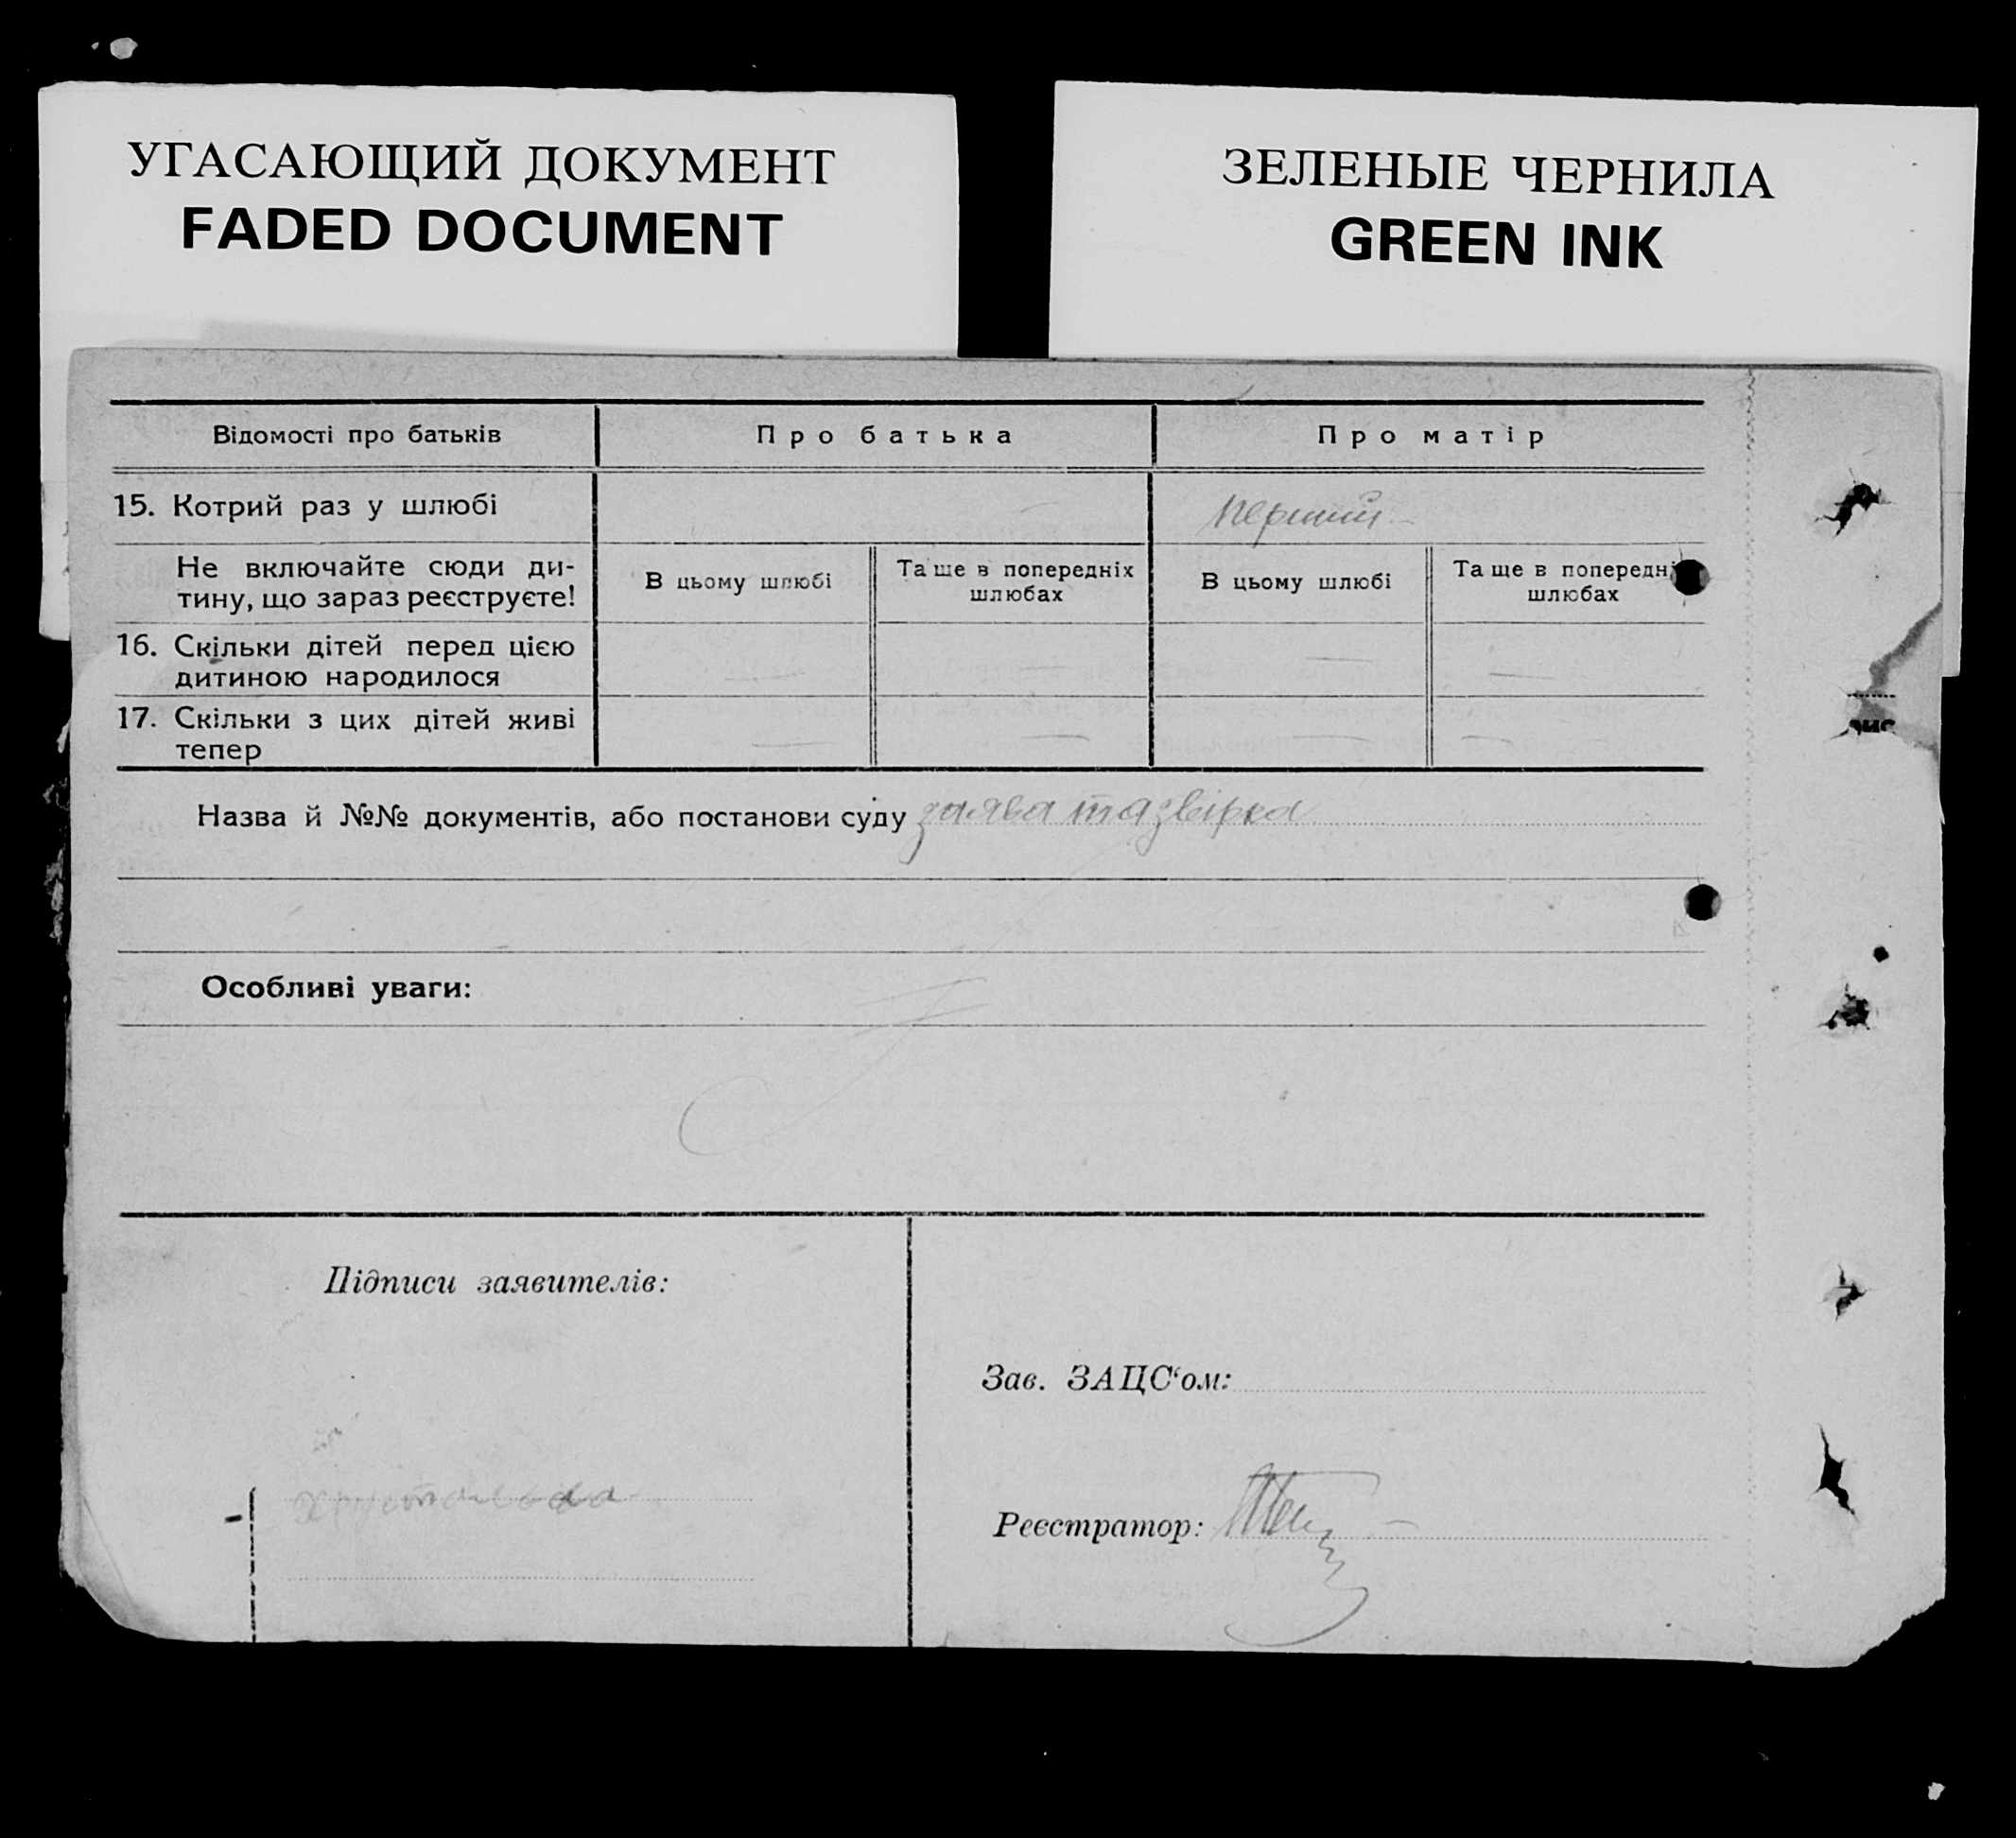 УГАСАЮЩИЙ ДОКУМЕНТ
FADED DOCUMENT
ЗЕЛЕНЫЕ ЧЕРНИЛА
GREEN INK
Відомості про батьків
Про батька
Про матір
15. Котрий раз у шлюбі
перший
Не включайте сюди ди-
тину, що зараз реєструєте!
В цьому шлюбі
Та ще в попередніх
шлюбах
В цьому шлюбі
Та ще в попередні
шлюбах
16. Скільки дітей перед цією
дитиною народилося
17. Скільки з цих дітей живі
тепер
Назва й №№ документів, або постанови суду заява та звірка
Особливі уваги:
Підписи заявителів:
Зав. ЗАЦС‘ом:
Реєстратор: